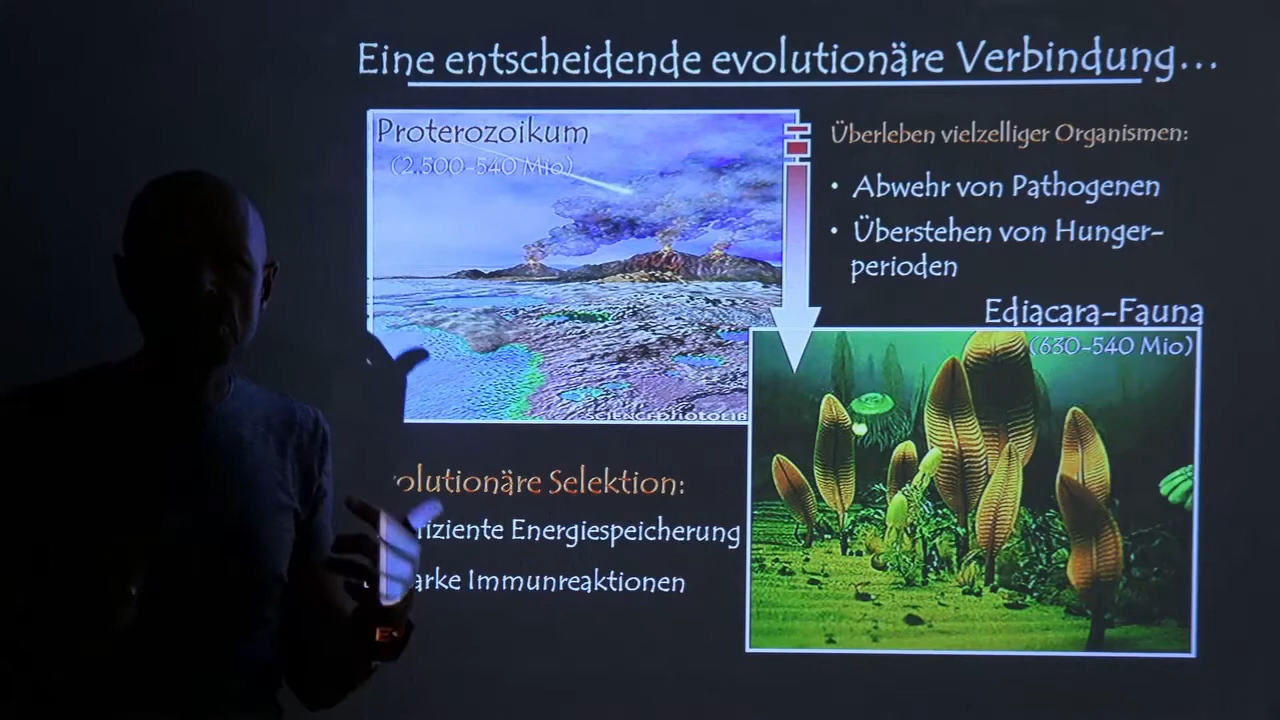 Eine entscheidende evolutionäre Verbindung...
Proterozoikum
(2.500-540 Mio)
Überleben vielzelliger Organismen:
• Abwehr von Pathogenen
• Überstehen von Hunger-
perioden
Ediacara-Fauna
(630-540 Mio)
SCIENCEPHOTOLIB
volutionäre Selektion:
fiziente Energiespeicherung
arke Immunreaktionen